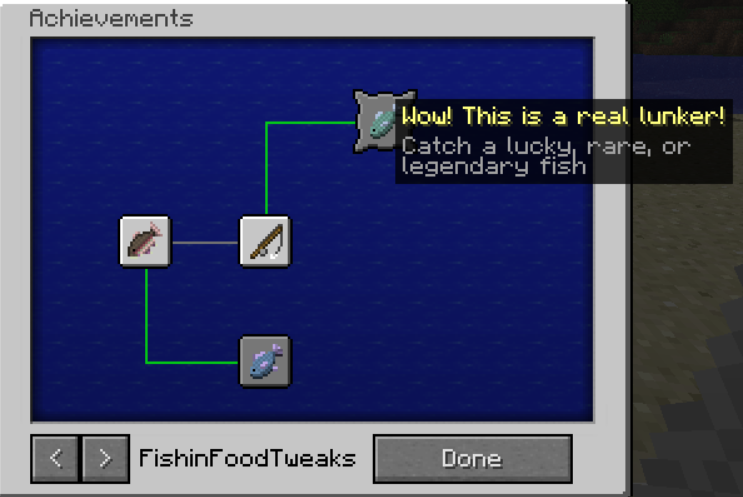 Achievements
Wow! This is a real lunker!
Catch a lucky, rare, or
legendary fish
< > FishinFoodTweaks Done